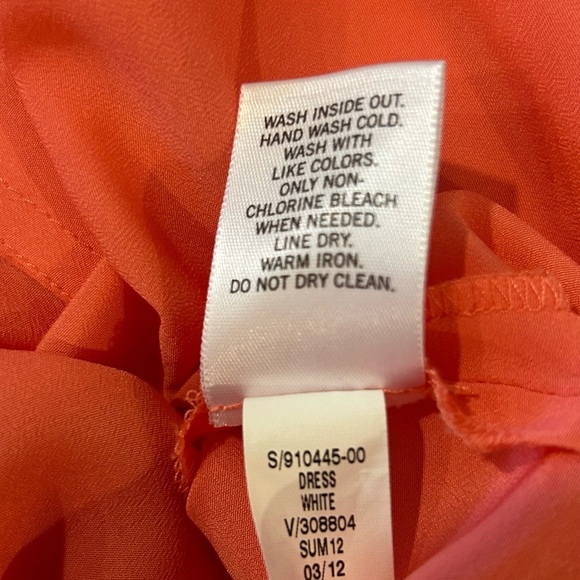 WASH INSIDE OUT.
HAND WASH COLD.
WASH WITH
LIKE COLORS.
ONLY NON-
CHLORINE BLEACH
WHEN NEEDED.
LINE DRY.
WARM IRON.
DO NOT DRY CLEAN.
S/910445-00
DRESS
WHITE
V/308804
SUM12
03/12